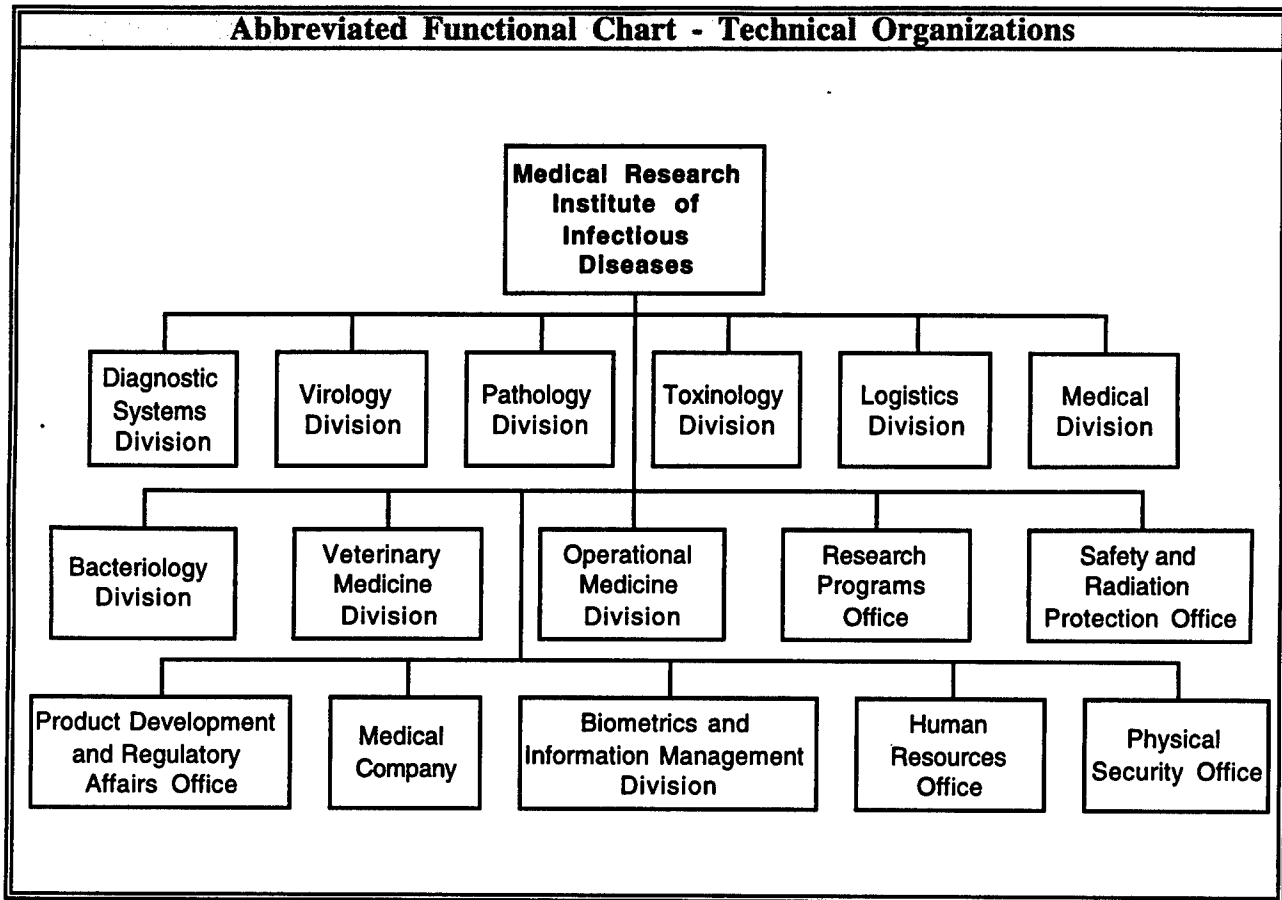 Abbreviated Functional Chart - Technical Organizations
Medical Research
Institute of
Infectious
Diseases
Diagnostic
Systems
Division
Virology
Division
Pathology
Division
Toxinology
Division
Logistics
Division
Medical
Division
Bacteriology
Division
Veterinary
Medicine
Division
Operational
Medicine
Division
Research
Programs
Office
Safety and
Radiation
Protection Office
Product Development
and Regulatory
Affairs Office
Medical
Company
Biometrics and
Information Management
Division
Human
Resources
Office
Physical
Security Office